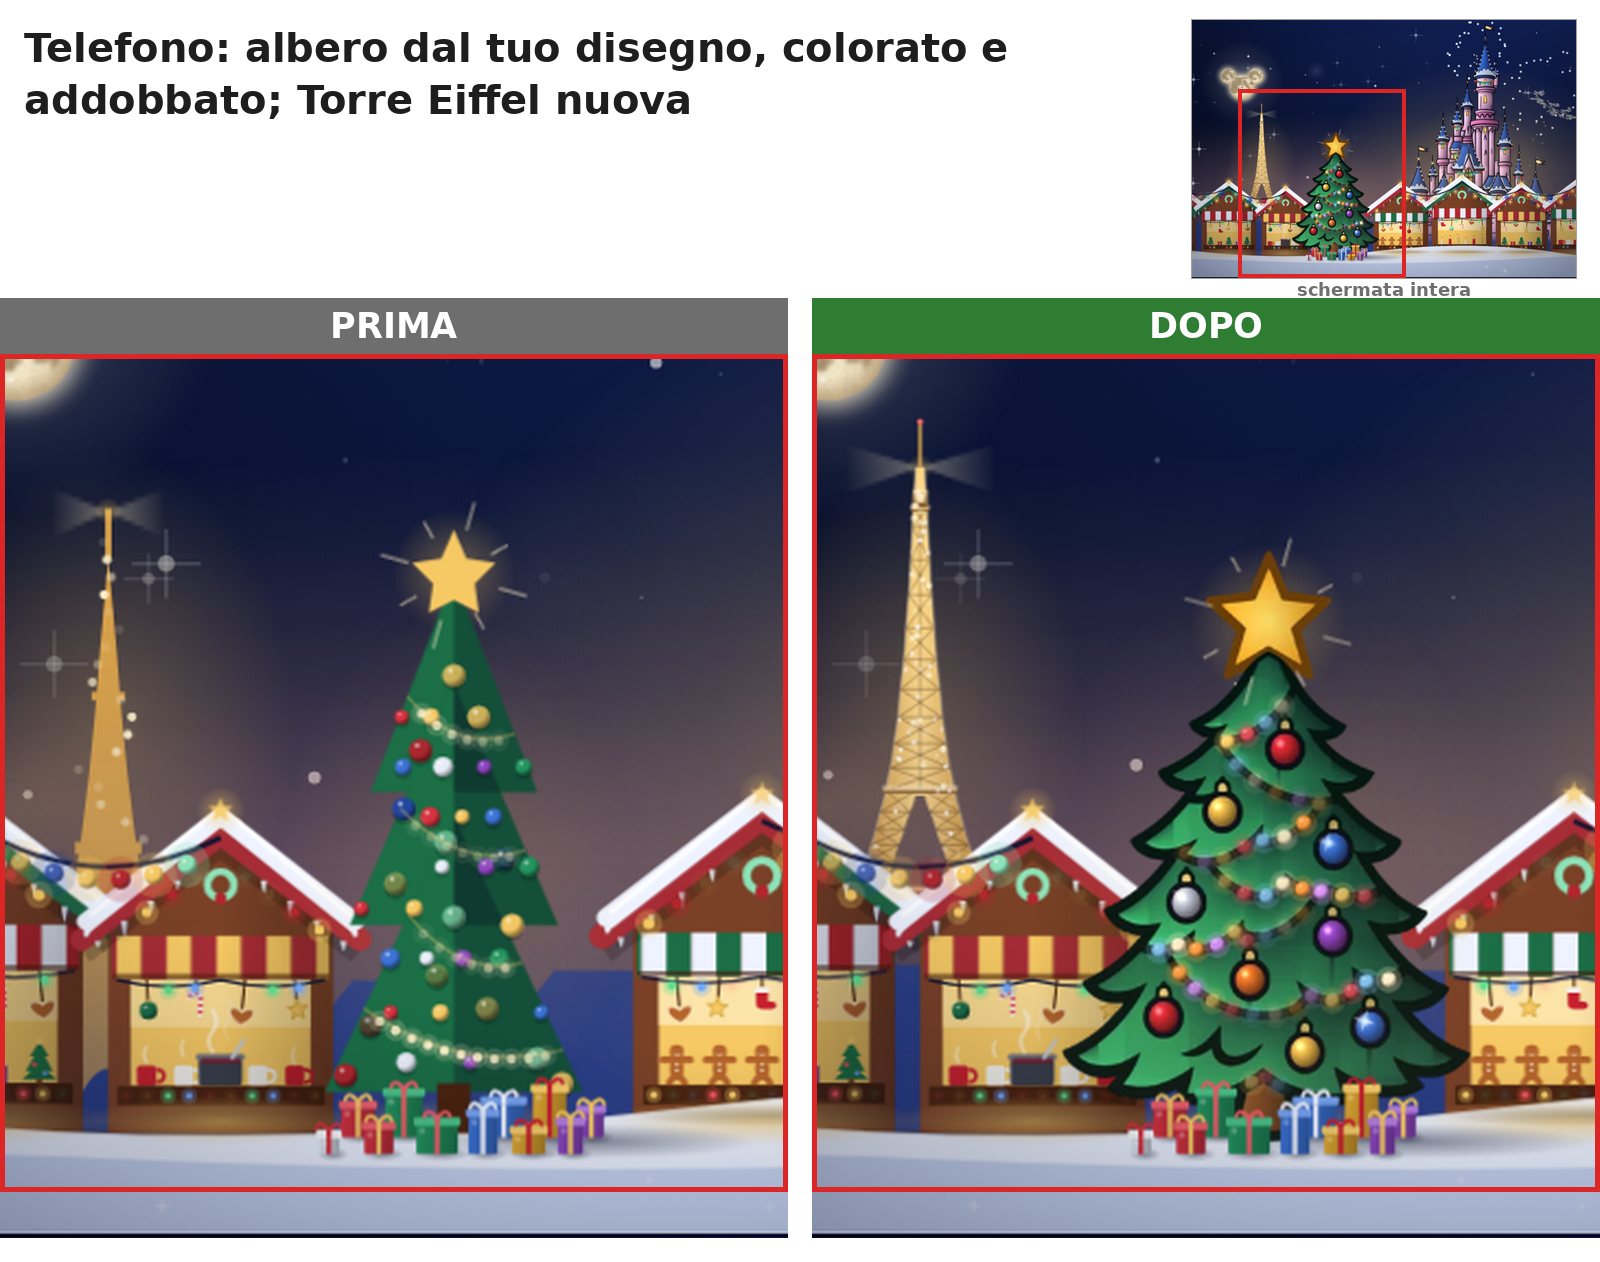 Telefono: albero dal tuo disegno, colorato e
addobbato; Torre Eiffel nuova
schermata intera
PRIMA
DOPO